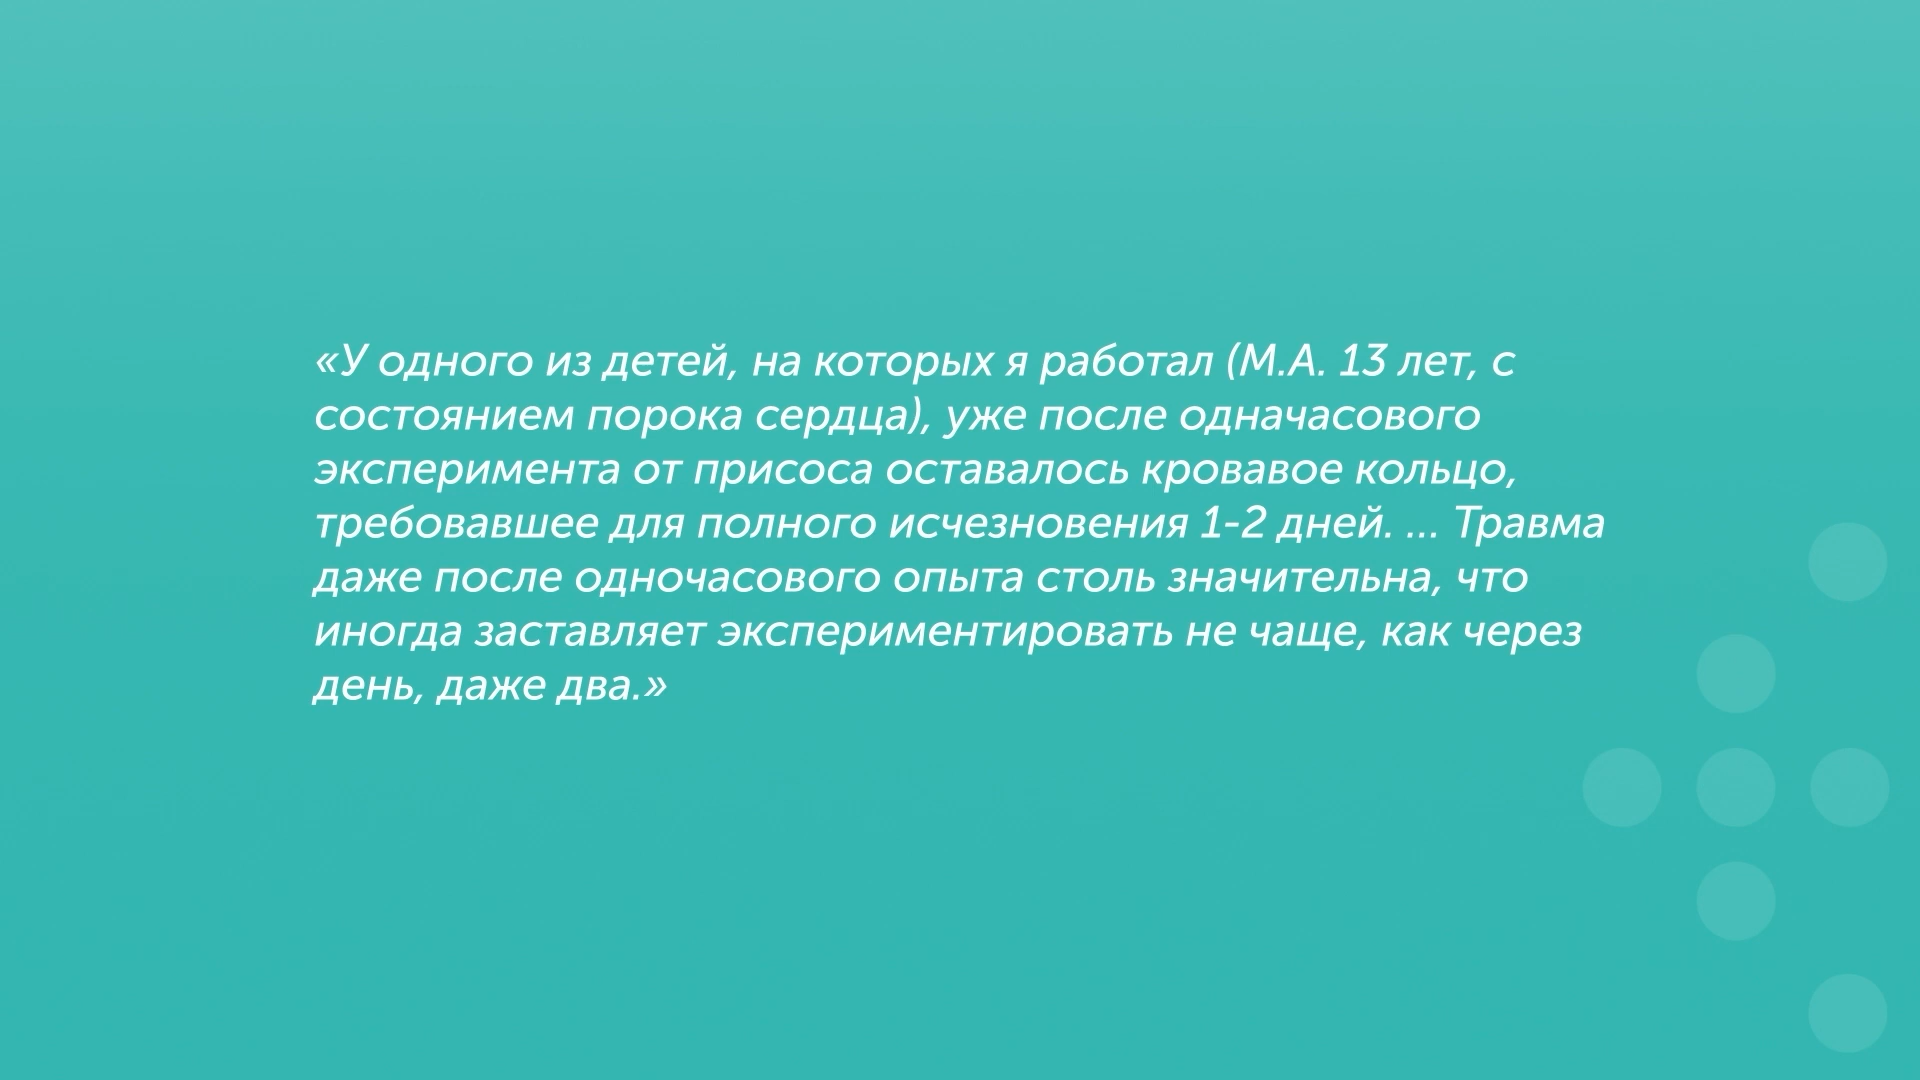 «У одного из детей, на которых я работал (М.А. 13 лет, с
состоянием порока сердца), уже после одначасового
эксперимента от присоса оставалось кровавое кольцо,
требовавшее для полного исчезновения 1-2 дней. ... Травма
даже после одночасового опыта столь значительна, что
иногда заставляет экспериментировать не чаще, как через
день, даже два.»